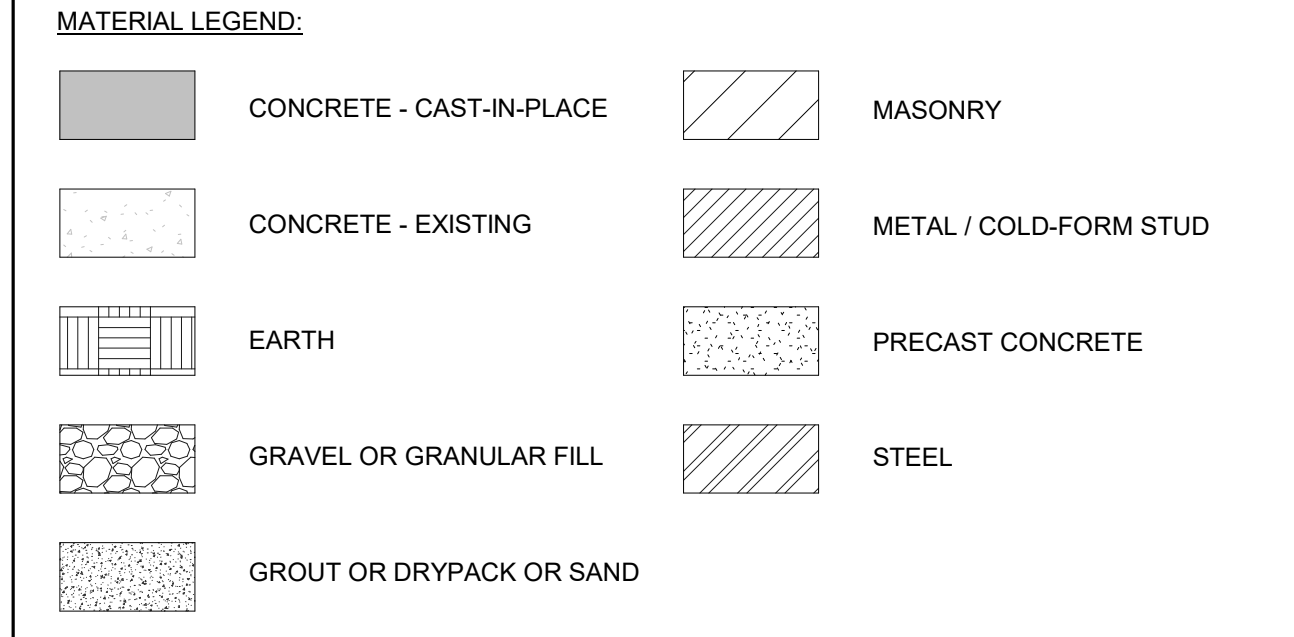 MATERIAL LEGEND:
CONCRETE - CAST-IN-PLACE
CONCRETE - EXISTING
EARTH
GRAVEL OR GRANULAR FILL
GROUT OR DRYPACK OR SAND
MASONRY
METAL / COLD-FORM STUD
PRECAST CONCRETE
STEEL